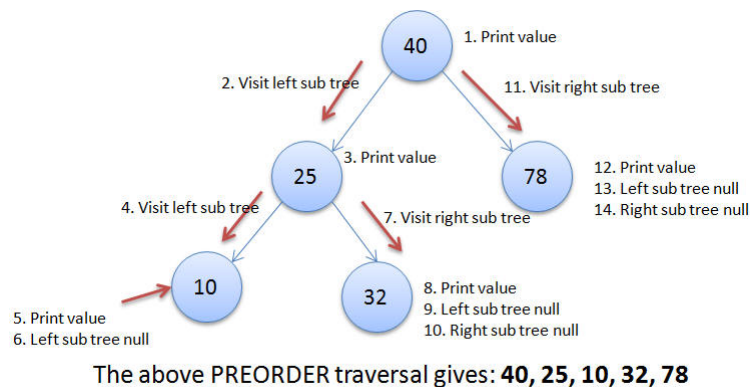 40
1. Print value
2. Visit left sub tree
11. Visit right sub tree
25
3. Print value
78
12. Print value
13. Left sub tree null
14. Right sub tree null
4. Visit left sub tree
7. Visit right sub tree
10
32
5. Print value
6. Left sub tree null
8. Print value
9. Left sub tree null
10. Right sub tree null
The above PREORDER traversal gives: 40, 25, 10, 32, 78